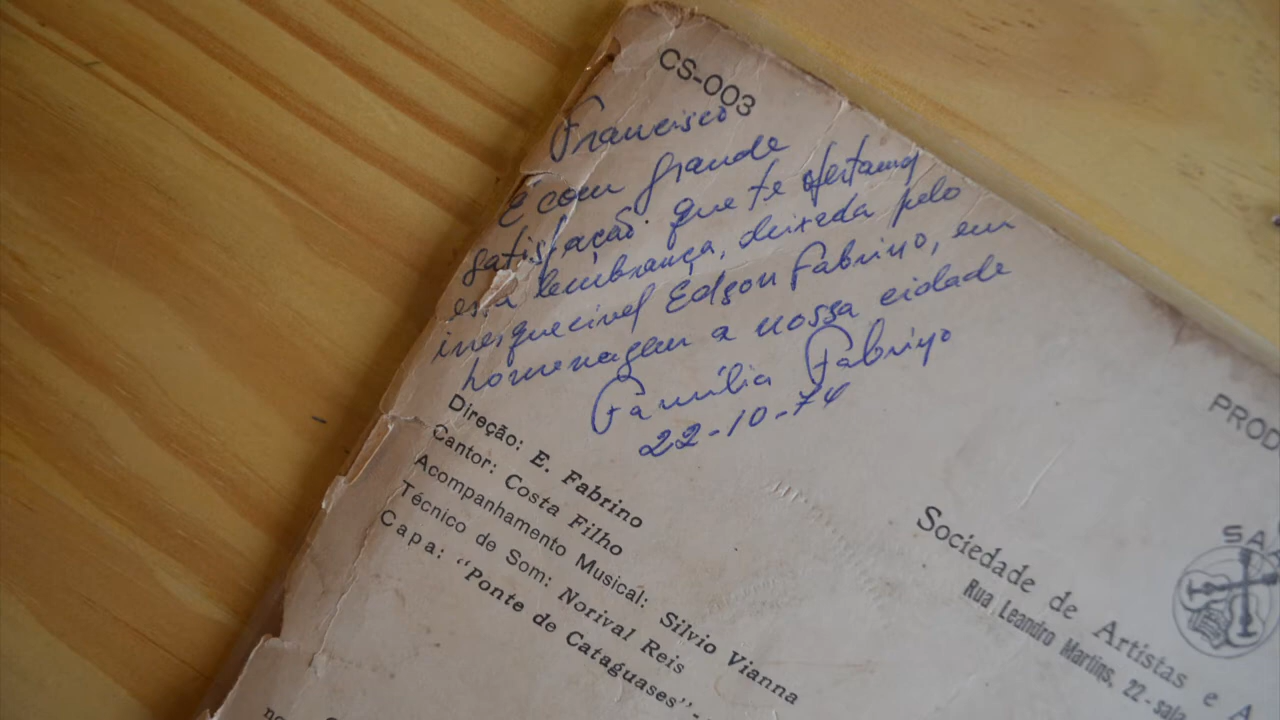 CS-003
Francisco
É com grande
satisfação que te ofertamos
esta lembrança, deixada pelo
inesquecível Edson Fabrino, em
homenagem a nossa cidade
Família Fabrino
22-10-74
Direção: E. Fabrino
Cantor: Costa Filho
Acompanhamento Musical: Silvio Vianna
Técnico de Som: Norival Reis
Capa: "Ponte de Cataguases" -
PROD
Sociedade de Artistas e A
Rua Leandro Martins, 22 - sala